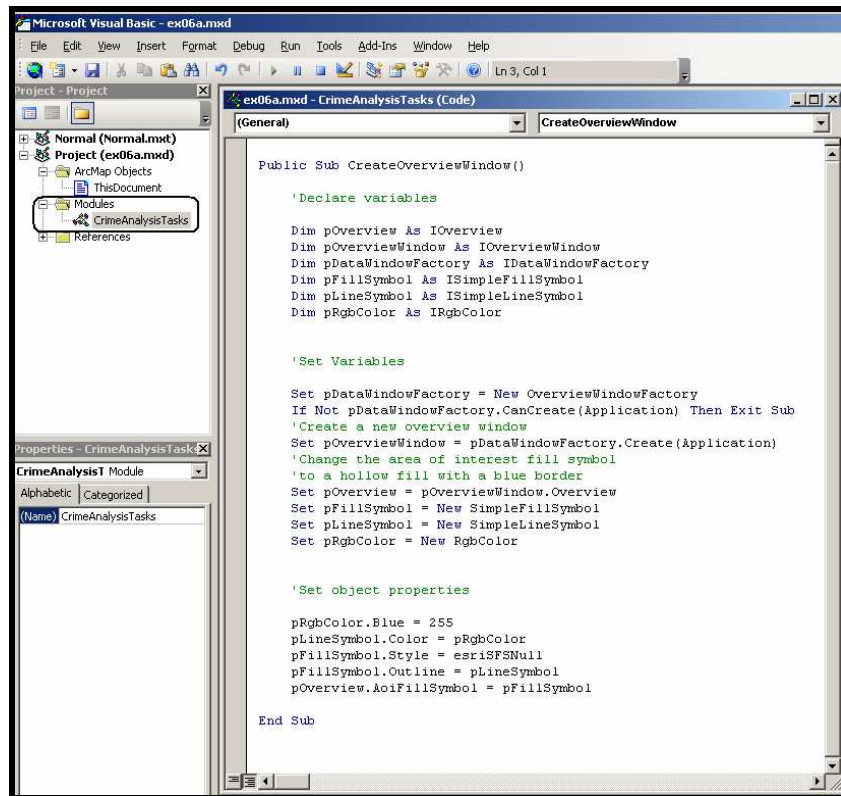 Microsoft Visual Basic - ex06a.mxd
File Edit View Insert Format Debug Run Tools Add-Ins Window Help
Ln 3, Col 1
Project - Project
Normal (Normal.mxt)
Project (ex06a.mxd)
ArcMap Objects
ThisDocument
Modules
CrimeAnalysisTasks
References
Properties - CrimeAnalysisTasks
CrimeAnalysisT Module
Alphabetic Categorized
(Name) CrimeAnalysisTasks
ex06a.mxd - CrimeAnalysisTasks (Code)
(General) CreateOverviewWindow
Public Sub CreateOverviewWindow()
'Declare variables
Dim pOverview As IOverview
Dim pOverviewWindow As IOverviewWindow
Dim pDataWindowFactory As IDataWindowFactory
Dim pFillSymbol As ISimpleFillSymbol
Dim pLineSymbol As ISimpleLineSymbol
Dim pRgbColor As IRgbColor
'Set Variables
Set pDataWindowFactory = New OverviewWindowFactory
If Not pDataWindowFactory.CanCreate(Application) Then Exit Sub
'Create a new overview window
Set pOverviewWindow = pDataWindowFactory.Create(Application)
'Change the area of interest fill symbol
'to a hollow fill with a blue border
Set pOverview = pOverviewWindow.Overview
Set pFillSymbol = New SimpleFillSymbol
Set pLineSymbol = New SimpleLineSymbol
Set pRgbColor = New RgbColor
'Set object properties
pRgbColor.Blue = 255
pLineSymbol.Color = pRgbColor
pFillSymbol.Style = esriSFSNull
pFillSymbol.Outline = pLineSymbol
pOverview.AoiFillSymbol = pFillSymbol
End Sub